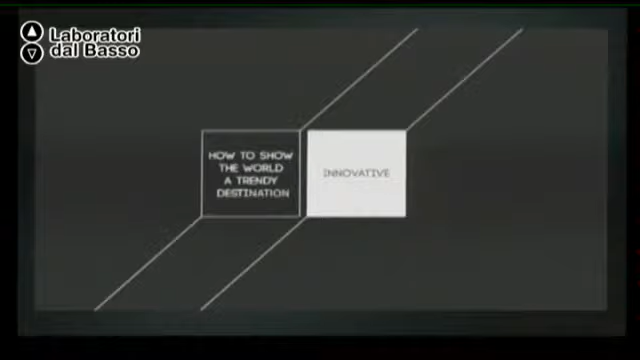 Laboratori
dal Basso
HOW TO SHOW
THE WORLD
A TRENDY
DESTINATION
INNOVATIVE